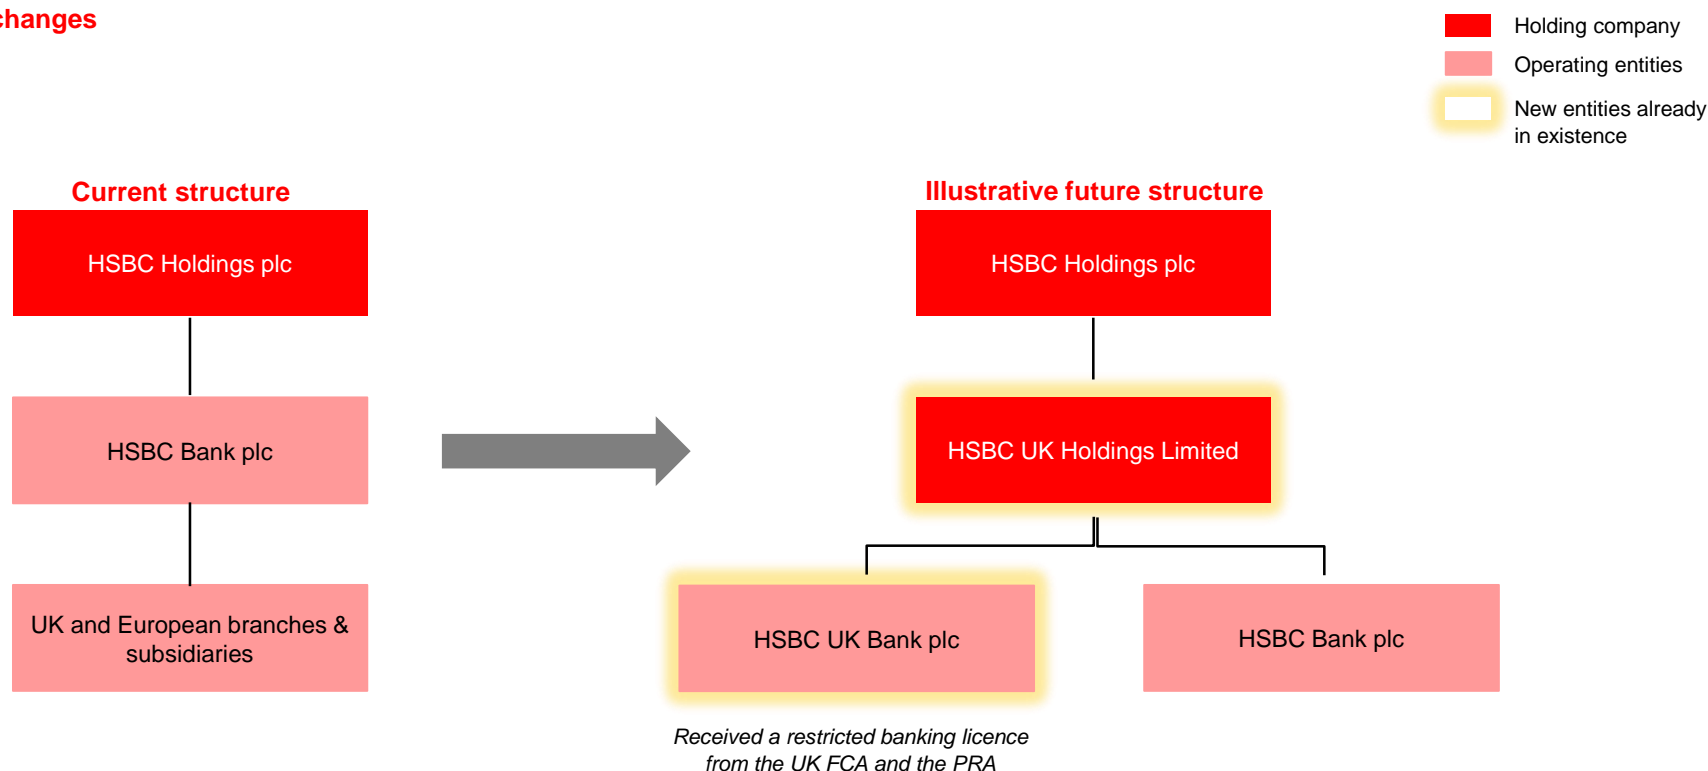 changes
Holding company
Operating entities
New entities already
in existence
Current structure
Illustrative future structure
HSBC Holdings plc
HSBC Holdings plc
HSBC Bank plc
HSBC UK Holdings Limited
UK and European branches &
subsidiaries
HSBC UK Bank plc
HSBC Bank plc
Received a restricted banking licence
from the UK FCA and the PRA